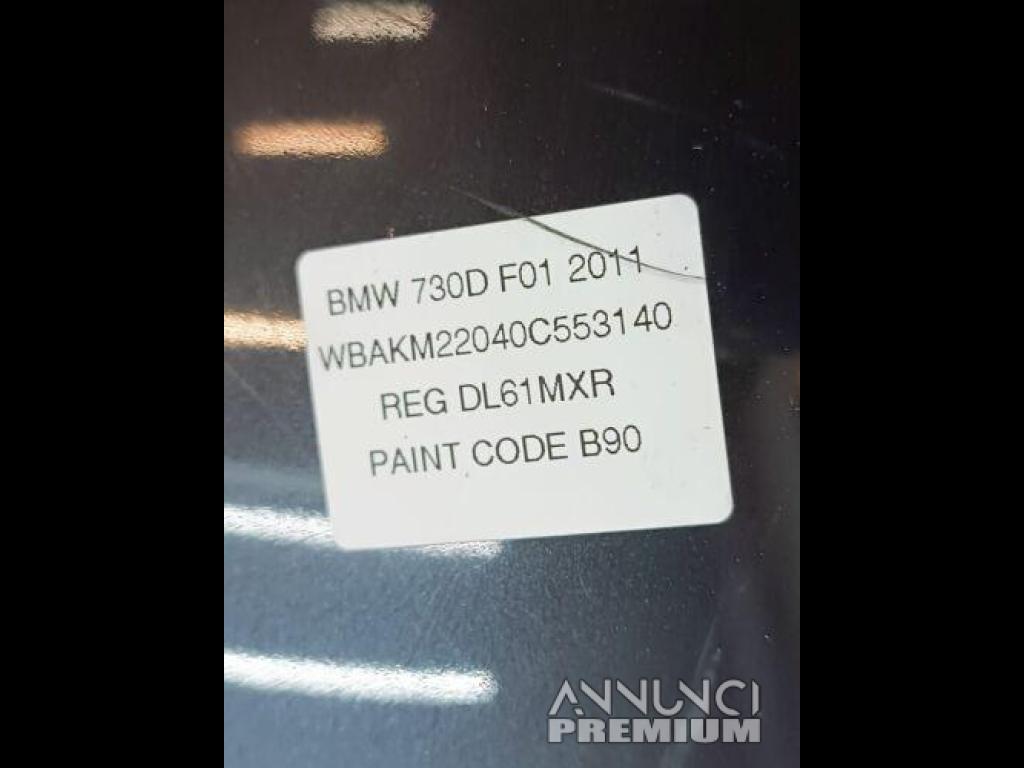 BMW 730D F01 2011
WBAKM22040C553140
REG DL61MXR
PAINT CODE B90
ANNUNCI
PREMIUM